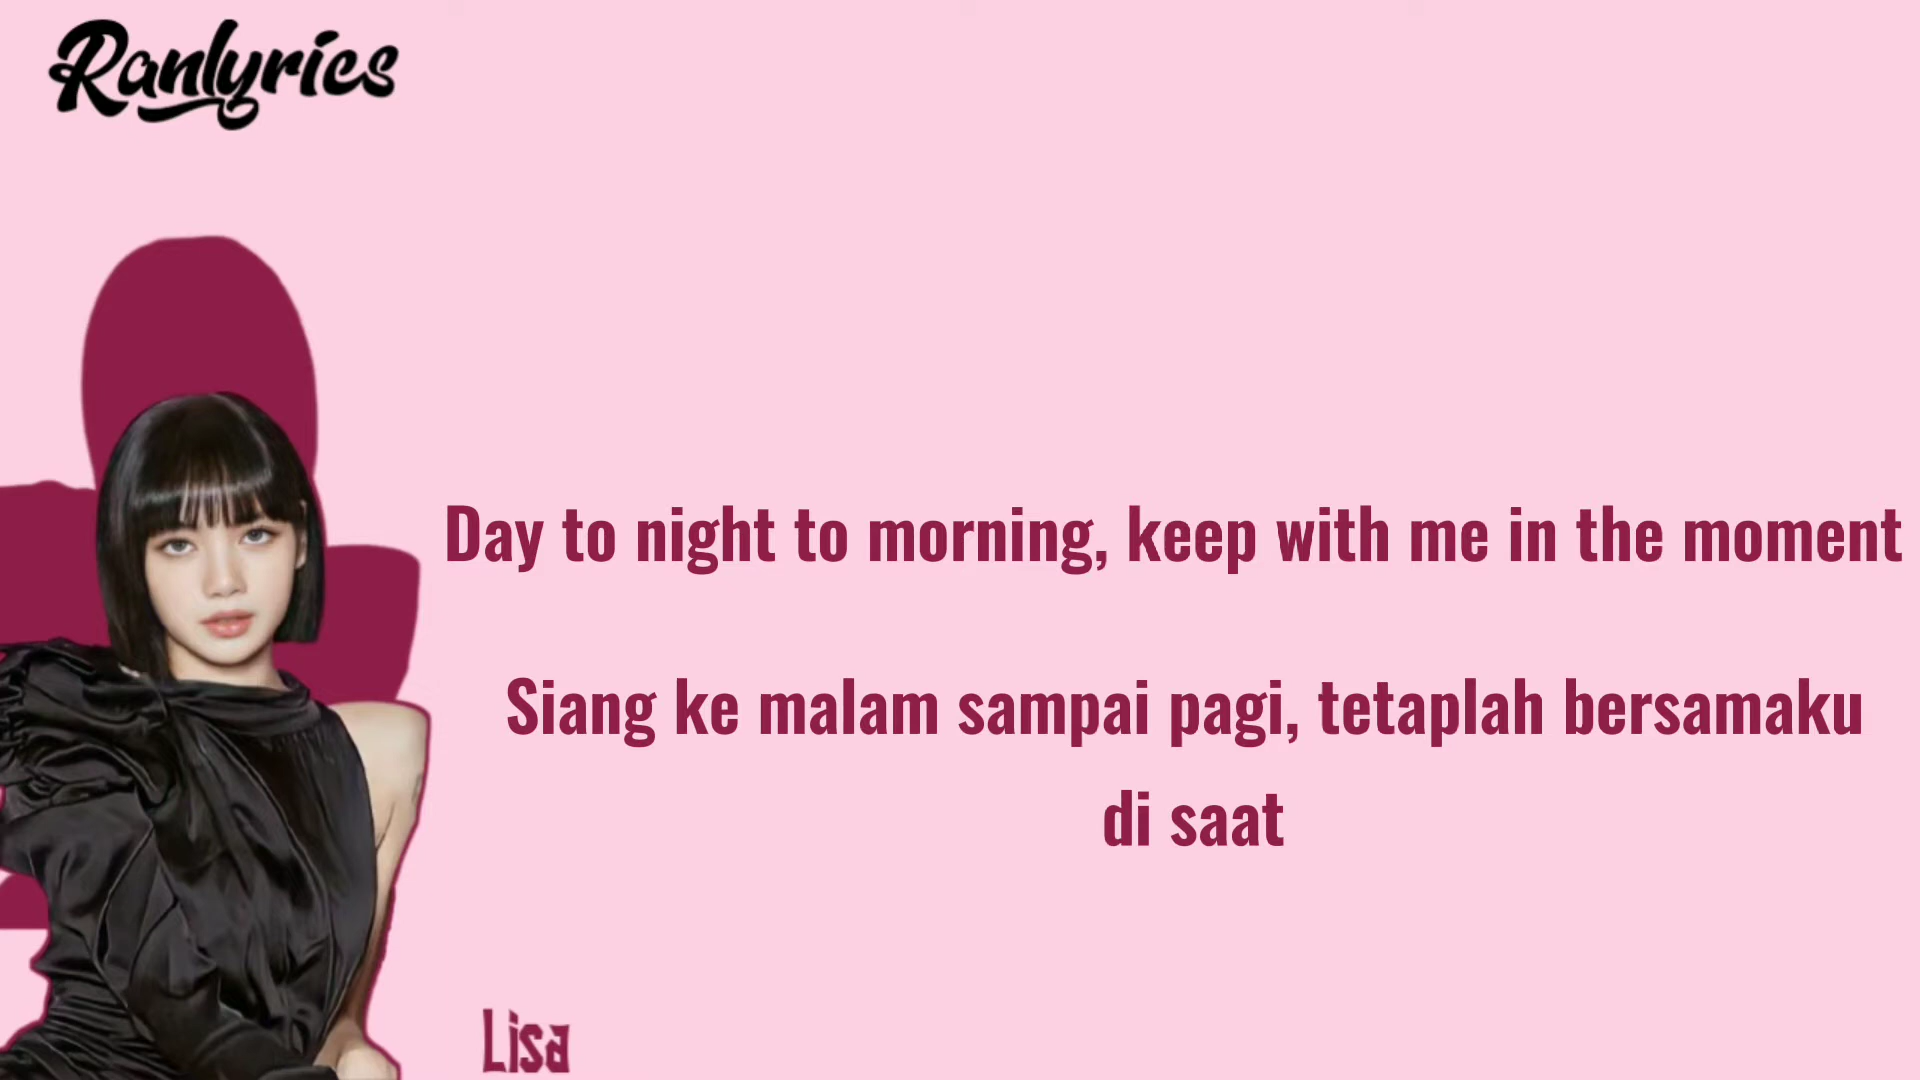 Ranlyrics
Day to night to morning, keep with me in the moment
Siang ke malam sampai pagi, tetaplah bersamaku
di saat
Lisa